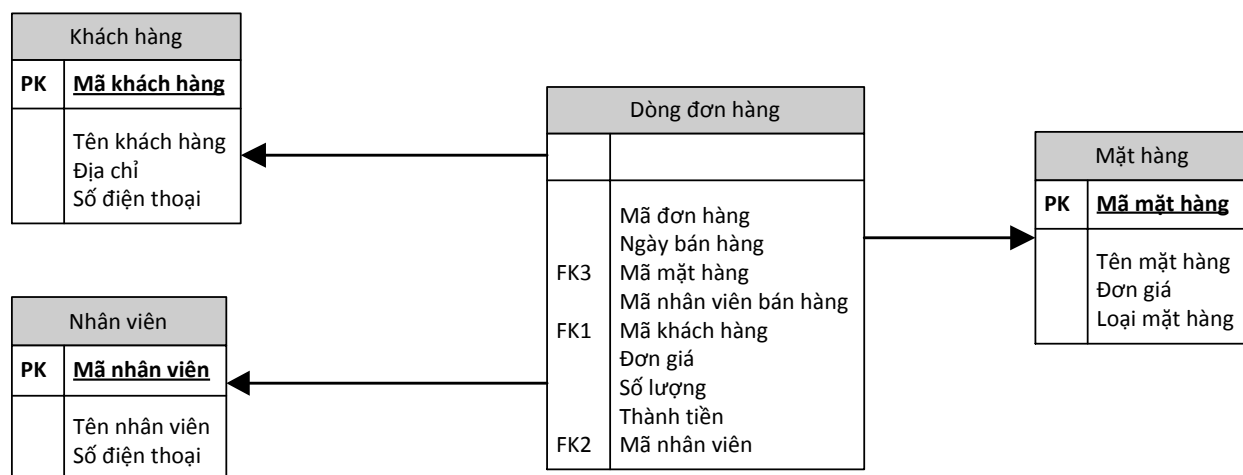 Khách hàng
PK Mã khách hàng
Tên khách hàng
Địa chỉ
Số điện thoại
Nhân viên
PK Mã nhân viên
Tên nhân viên
Số điện thoại
Dòng đơn hàng
Mã đơn hàng
Ngày bán hàng
FK3 Mã mặt hàng
Mã nhân viên bán hàng
FK1 Mã khách hàng
Đơn giá
Số lượng
Thành tiền
FK2 Mã nhân viên
Mặt hàng
PK Mã mặt hàng
Tên mặt hàng
Đơn giá
Loại mặt hàng